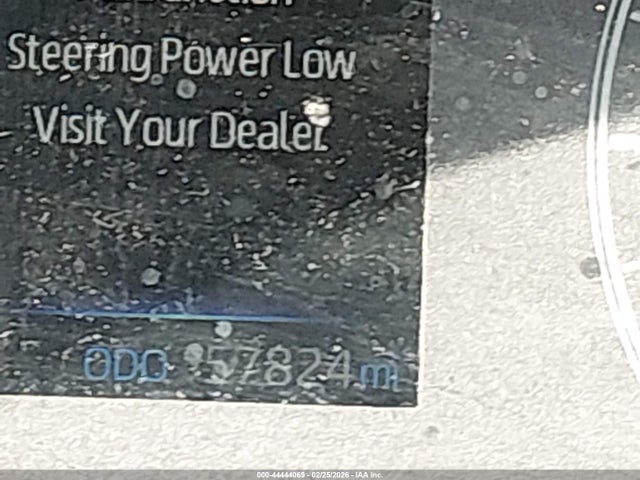 Steering Power Low
Visit Your Dealer
ODO 57824 mi
000-44444069 - 02/25/2026 - IAA Inc.